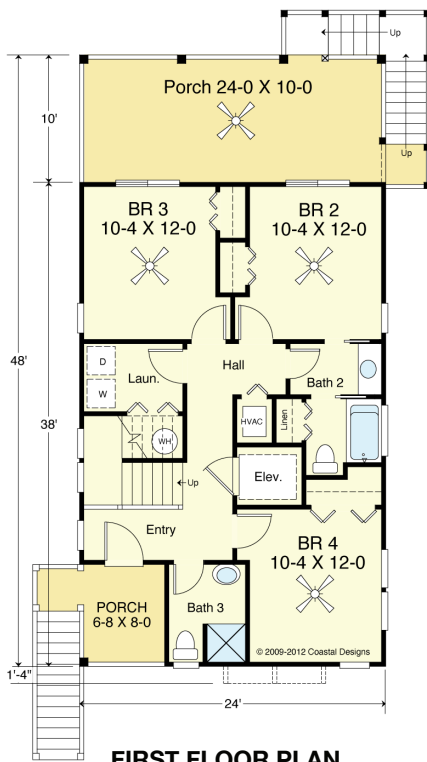 Up
Porch 24-0 X 10-0
10'
Up
BR 3
10-4 X 12-0
BR 2
10-4 X 12-0
48'
38'
D
W
Laun.
Hall
Bath 2
HVAC
Linen
WH
Up
Elev.
Entry
BR 4
10-4 X 12-0
PORCH
6-8 X 8-0
Bath 3
© 2009-2012 Coastal Designs
1'-4"
24'
FIRST FLOOR PLAN